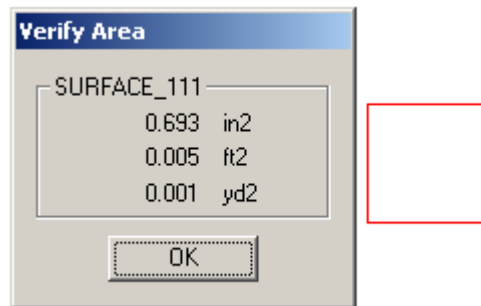 Verify Area
SURFACE_111
0.693 in2
0.005 ft2
0.001 yd2
OK